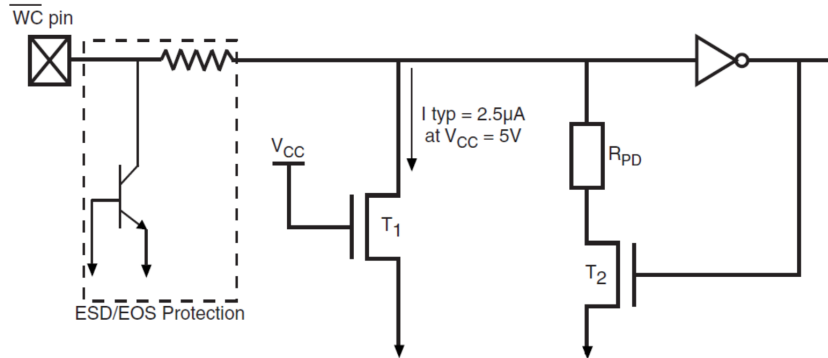 WC pin
I typ = 2.5µA
at VCC = 5V
VCC
RPD
T1
T2
ESD/EOS Protection